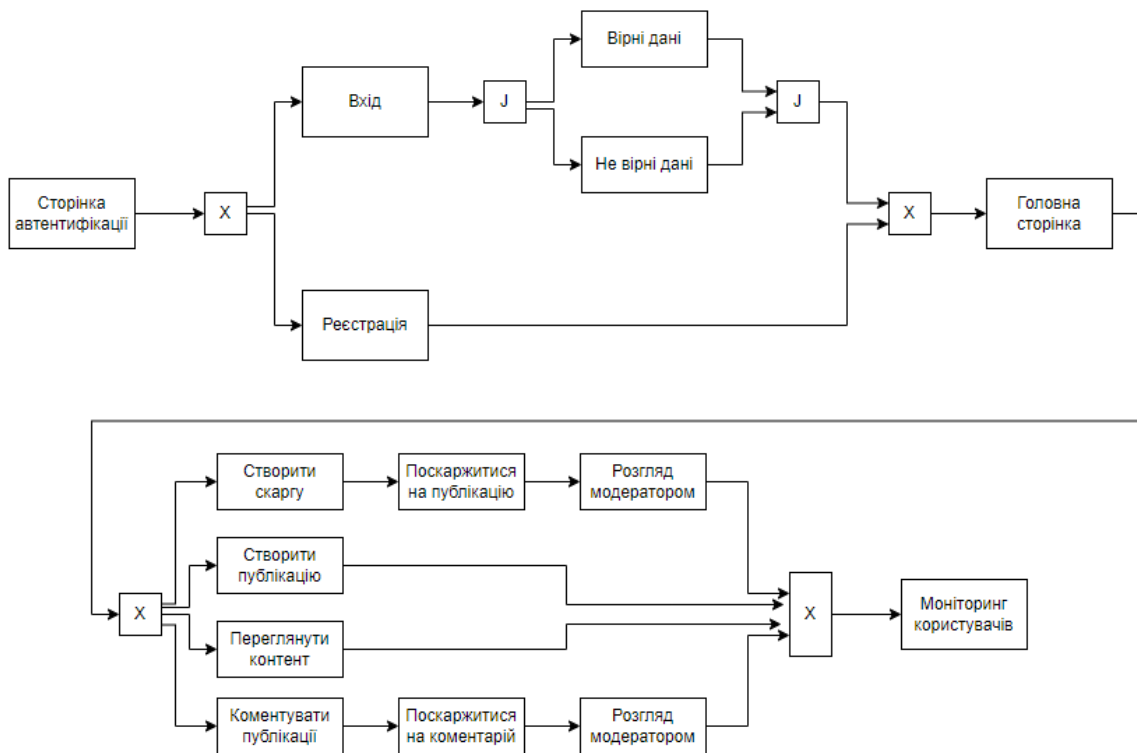 Вірні дані
Вхід
J
J
Не вірні дані
Сторінка
автентифікації
X
X
Головна
сторінка
Реєстрація
Створити
скаргу
Поскаржитися
на публікацію
Розгляд
модератором
Створити
публікацію
X
X
Моніторинг
користувачів
Переглянути
контент
Коментувати
публікації
Поскаржитися
на коментарій
Розгляд
модератором